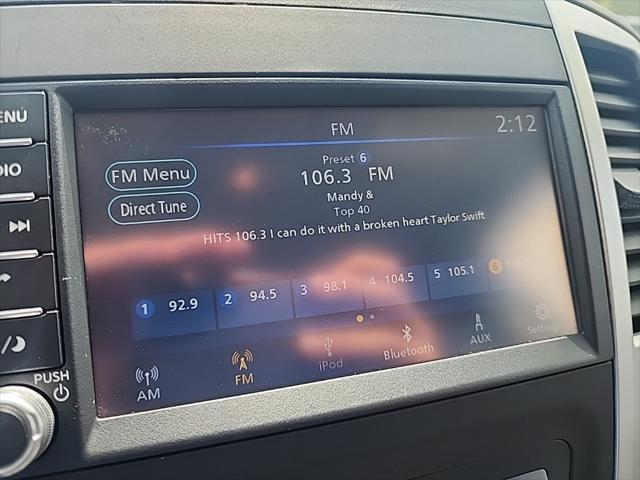 MENU
FM
2:12
FM Menu
Preset 6
106.3 FM
Mandy &
Direct Tune
Top 40
HITS 106.3 I can do it with a broken heart Taylor Swift
1 92.9
2 94.5
3 98.1
4 104.5
5 105.1
6
AM
FM
iPod
Bluetooth
AUX
Settings
PUSH